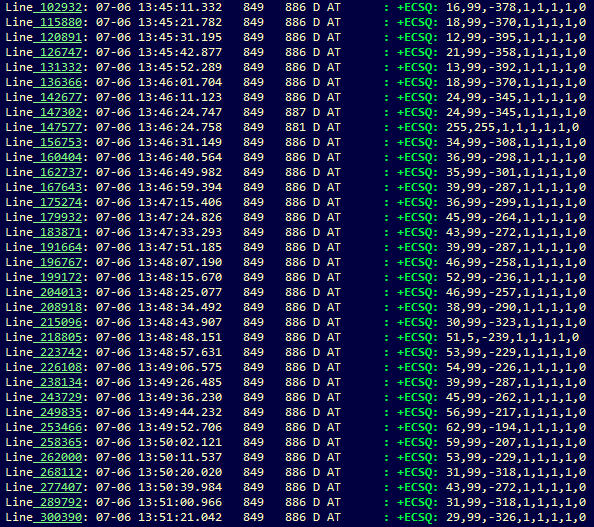 Line 102932: 07-06 13:45:11.332 849 886 D AT : +ECSQ: 16,99,-378,1,1,1,1,0
Line 115880: 07-06 13:45:21.782 849 886 D AT : +ECSQ: 18,99,-370,1,1,1,1,0
Line 120891: 07-06 13:45:31.195 849 886 D AT : +ECSQ: 12,99,-395,1,1,1,1,0
Line 126747: 07-06 13:45:42.877 849 886 D AT : +ECSQ: 21,99,-358,1,1,1,1,0
Line 131332: 07-06 13:45:52.289 849 886 D AT : +ECSQ: 13,99,-392,1,1,1,1,0
Line 136366: 07-06 13:46:01.704 849 886 D AT : +ECSQ: 18,99,-370,1,1,1,1,0
Line 142677: 07-06 13:46:11.123 849 886 D AT : +ECSQ: 24,99,-345,1,1,1,1,0
Line 147302: 07-06 13:46:24.747 849 887 D AT : +ECSQ: 24,99,-345,1,1,1,1,0
Line 147577: 07-06 13:46:24.758 849 881 D AT : +ECSQ: 255,255,1,1,1,1,1,0
Line 156753: 07-06 13:46:31.149 849 886 D AT : +ECSQ: 34,99,-308,1,1,1,1,0
Line 160404: 07-06 13:46:40.564 849 886 D AT : +ECSQ: 36,99,-298,1,1,1,1,0
Line 162737: 07-06 13:46:49.982 849 886 D AT : +ECSQ: 35,99,-301,1,1,1,1,0
Line 167643: 07-06 13:46:59.394 849 886 D AT : +ECSQ: 39,99,-287,1,1,1,1,0
Line 175274: 07-06 13:47:15.406 849 886 D AT : +ECSQ: 36,99,-299,1,1,1,1,0
Line 179932: 07-06 13:47:24.826 849 886 D AT : +ECSQ: 45,99,-264,1,1,1,1,0
Line 183871: 07-06 13:47:33.293 849 886 D AT : +ECSQ: 43,99,-272,1,1,1,1,0
Line 191664: 07-06 13:47:51.185 849 886 D AT : +ECSQ: 39,99,-287,1,1,1,1,0
Line 196767: 07-06 13:48:07.190 849 886 D AT : +ECSQ: 46,99,-258,1,1,1,1,0
Line 199172: 07-06 13:48:15.670 849 886 D AT : +ECSQ: 52,99,-236,1,1,1,1,0
Line 204013: 07-06 13:48:25.077 849 886 D AT : +ECSQ: 46,99,-257,1,1,1,1,0
Line 208918: 07-06 13:48:34.492 849 886 D AT : +ECSQ: 38,99,-290,1,1,1,1,0
Line 215096: 07-06 13:48:43.907 849 886 D AT : +ECSQ: 30,99,-323,1,1,1,1,0
Line 218805: 07-06 13:48:48.151 849 886 D AT : +ECSQ: 51,5,-239,1,1,1,1,0
Line 223742: 07-06 13:48:57.631 849 886 D AT : +ECSQ: 53,99,-229,1,1,1,1,0
Line 226108: 07-06 13:49:06.575 849 886 D AT : +ECSQ: 54,99,-226,1,1,1,1,0
Line 238134: 07-06 13:49:26.485 849 886 D AT : +ECSQ: 39,99,-287,1,1,1,1,0
Line 243729: 07-06 13:49:36.230 849 886 D AT : +ECSQ: 45,99,-262,1,1,1,1,0
Line 249835: 07-06 13:49:44.232 849 886 D AT : +ECSQ: 56,99,-217,1,1,1,1,0
Line 253466: 07-06 13:49:52.706 849 886 D AT : +ECSQ: 62,99,-194,1,1,1,1,0
Line 258365: 07-06 13:50:02.121 849 886 D AT : +ECSQ: 59,99,-207,1,1,1,1,0
Line 262000: 07-06 13:50:11.537 849 886 D AT : +ECSQ: 53,99,-229,1,1,1,1,0
Line 268112: 07-06 13:50:20.020 849 886 D AT : +ECSQ: 31,99,-318,1,1,1,1,0
Line 277407: 07-06 13:50:39.984 849 886 D AT : +ECSQ: 43,99,-272,1,1,1,1,0
Line 289792: 07-06 13:51:00.966 849 886 D AT : +ECSQ: 31,99,-318,1,1,1,1,0
Line 300390: 07-06 13:51:21.042 849 886 D AT : +ECSQ: 29,99,-326,1,1,1,1,0